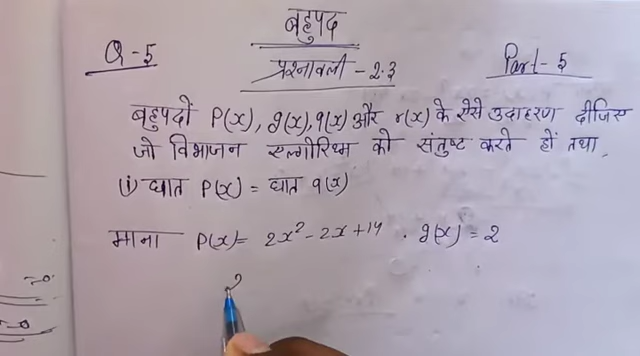 बहुपद
Q-5 प्रश्नावली - 2.3 Part-5
बहुपदों P(x), g(x), q(x) और r(x) के ऐसे उदाहरण दीजिए
जो विभाजन एल्गोरिथ्म को संतुष्ट करते हों तथा
(i) घात P(x) = घात q(x)
माना P(x) = 2x² - 2x + 14 . g(x) = 2
2